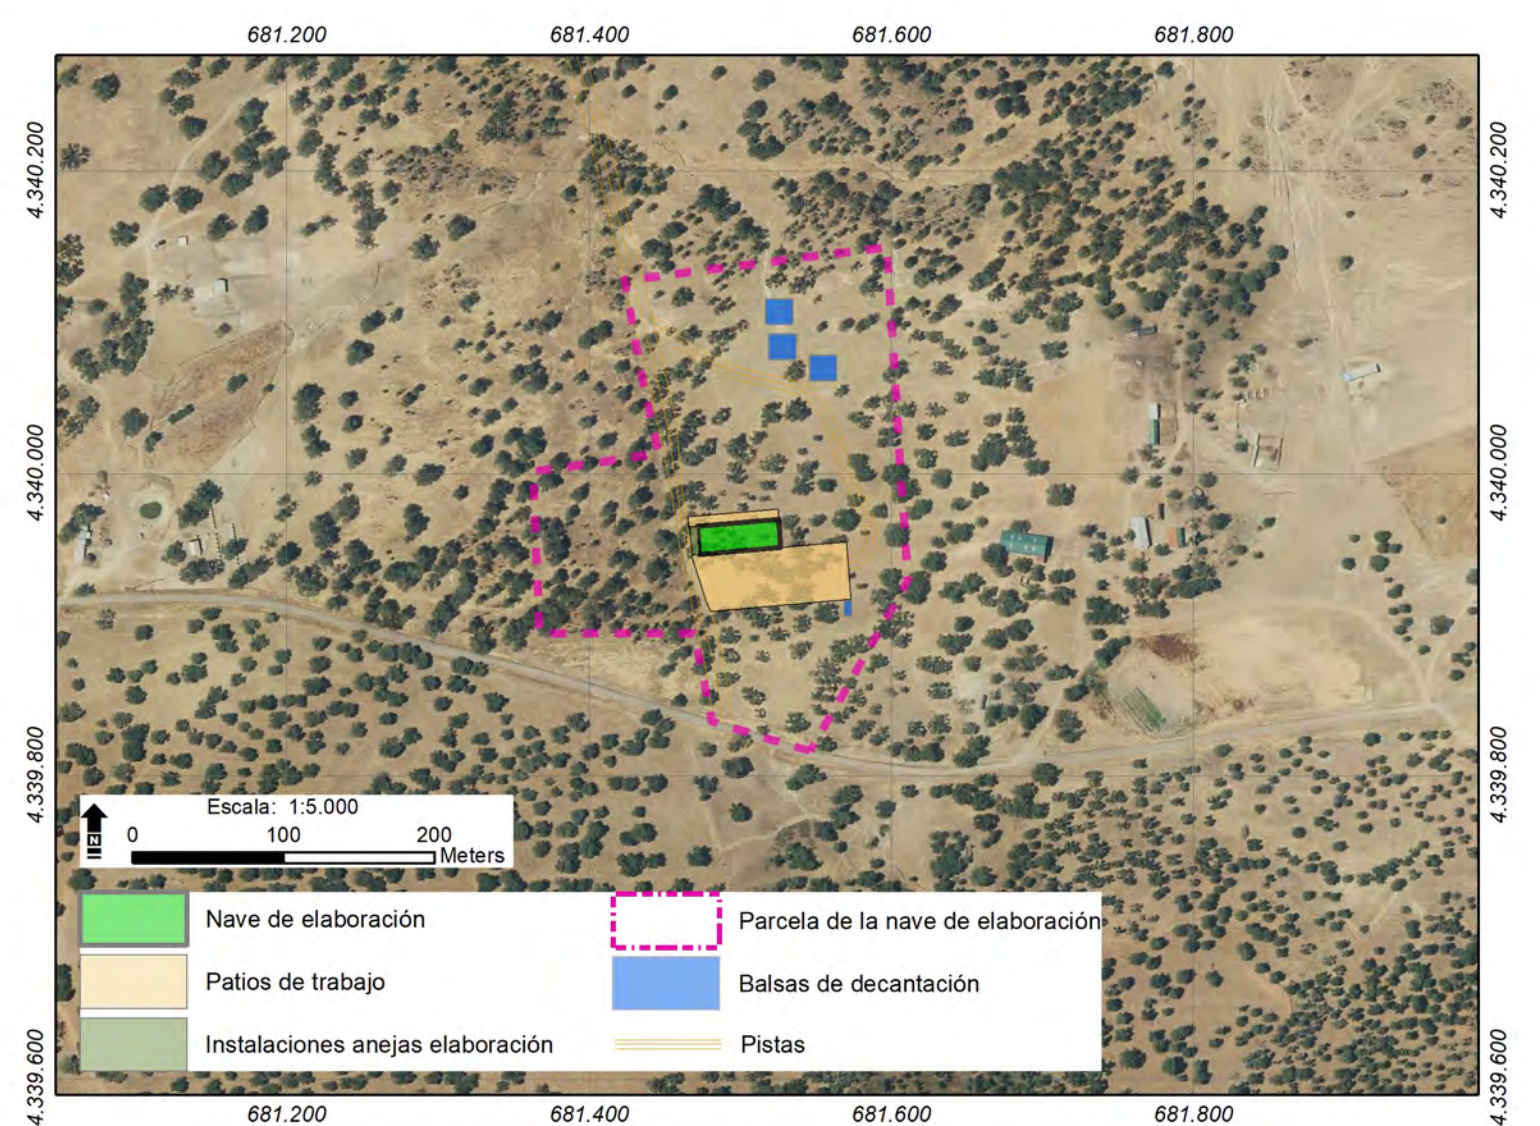 681.200 681.400 681.600 681.800
4.340.200 4.340.200
4.340.000 4.340.000
4.339.800 4.339.800
4.339.600 4.339.600
Escala: 1:5.000
N
0 100 200
Meters
Nave de elaboración
Parcela de la nave de elaboración
Patios de trabajo
Balsas de decantación
Instalaciones anejas elaboración
Pistas
681.200 681.400 681.600 681.800